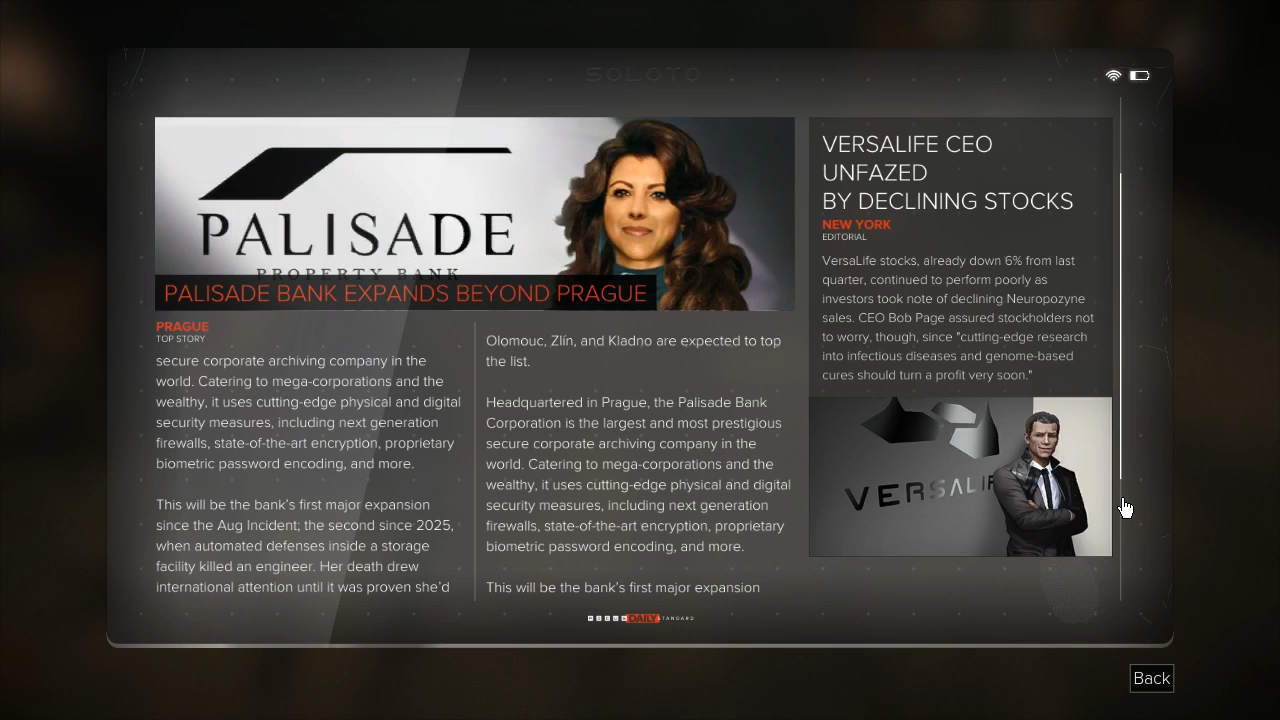 SOLOTO
PALISADE
PROPERTY BANK
PALISADE BANK EXPANDS BEYOND PRAGUE
PRAGUE
TOP STORY
secure corporate archiving company in the
world. Catering to mega-corporations and the
wealthy, it uses cutting-edge physical and digital
security measures, including next generation
firewalls, state-of-the-art encryption, proprietary
biometric password encoding, and more.
This will be the bank's first major expansion
since the Aug Incident; the second since 2025,
when automated defenses inside a storage
facility killed an engineer. Her death drew
international attention until it was proven she'd
Olomouc, Zlín, and Kladno are expected to top
the list.
Headquartered in Prague, the Palisade Bank
Corporation is the largest and most prestigious
secure corporate archiving company in the
world. Catering to mega-corporations and the
wealthy, it uses cutting-edge physical and digital
security measures, including next generation
firewalls, state-of-the-art encryption, proprietary
biometric password encoding, and more.
This will be the bank's first major expansion
VERSALIFE CEO
UNFAZED
BY DECLINING STOCKS
NEW YORK
EDITORIAL
VersaLife stocks, already down 6% from last
quarter, continued to perform poorly as
investors took note of declining Neuropozyne
sales. CEO Bob Page assured stockholders not
to worry, though, since "cutting-edge research
into infectious diseases and genome-based
cures should turn a profit very soon."
VERSALIF
PICUS DAILY STANDARD
Back